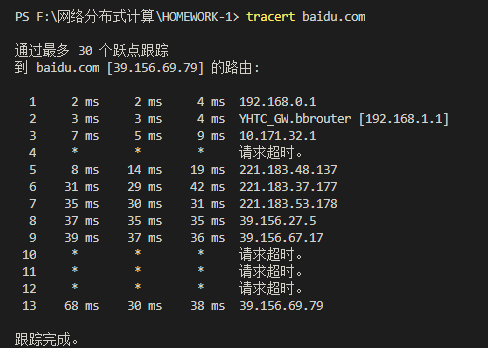 PS F:\网络分布式计算\HOMEWORK-1> tracert baidu.com
通过最多 30 个跃点跟踪
到 baidu.com [39.156.69.79] 的路由:
1 2 ms 2 ms 4 ms 192.168.0.1
2 3 ms 3 ms 4 ms YHTC_GW.bbrouter [192.168.1.1]
3 7 ms 5 ms 9 ms 10.171.32.1
4 * * * 请求超时。
5 8 ms 14 ms 19 ms 221.183.48.137
6 31 ms 29 ms 42 ms 221.183.37.177
7 35 ms 30 ms 31 ms 221.183.53.178
8 37 ms 35 ms 35 ms 39.156.27.5
9 39 ms 37 ms 36 ms 39.156.67.17
10 * * * 请求超时。
11 * * * 请求超时。
12 * * * 请求超时。
13 68 ms 30 ms 38 ms 39.156.69.79
跟踪完成。